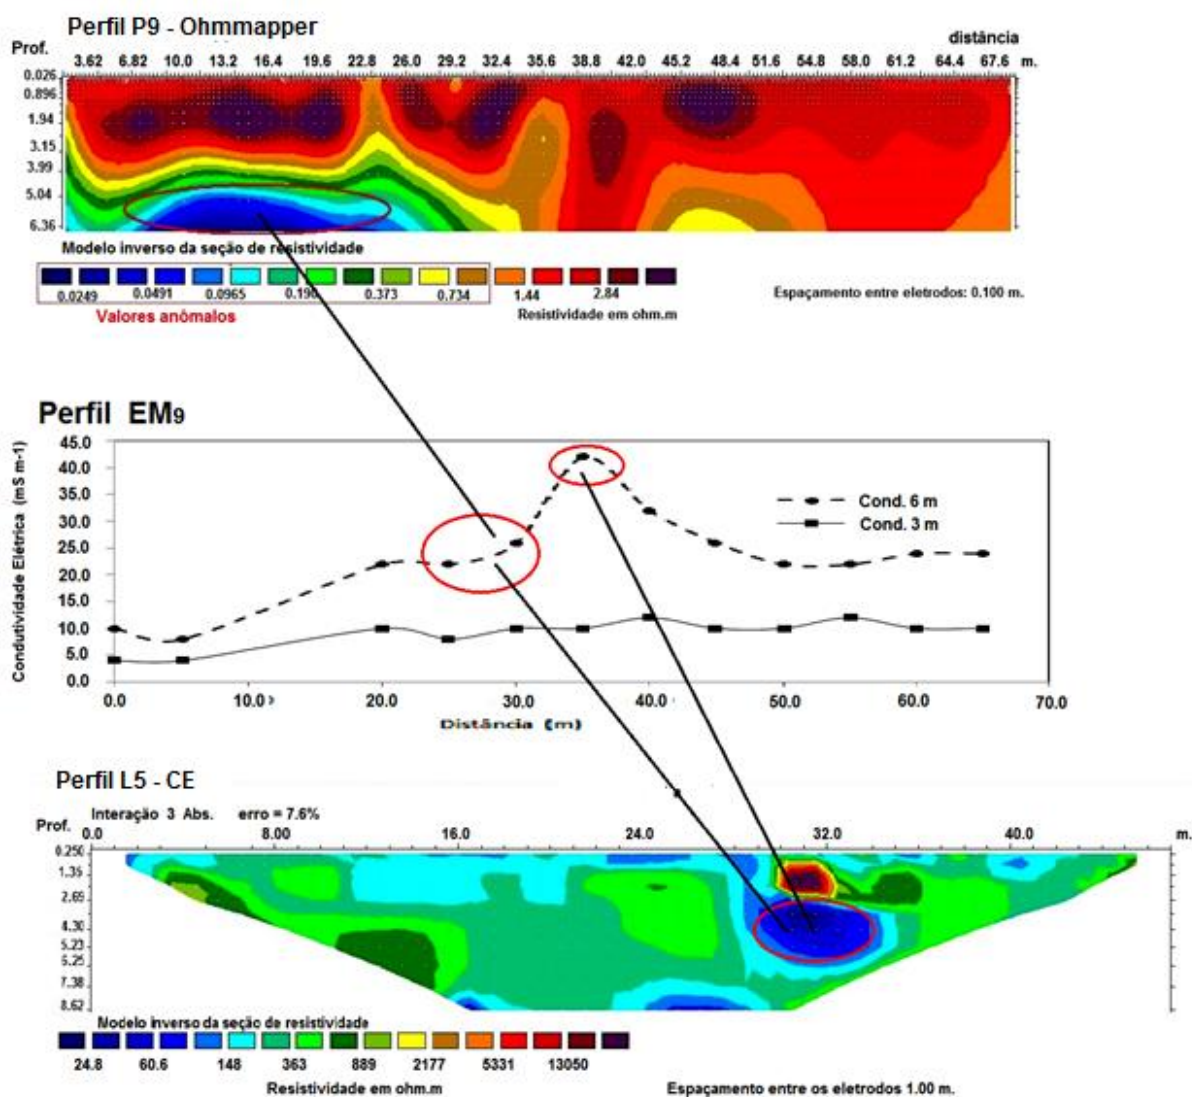 Perfil P9 - Ohmmapper
Prof.
distância
3.62 6.82 10.0 13.2 16.4 19.6 22.8 26.0 29.2 32.4 35.6 38.8 42.0 45.2 48.4 51.6 54.8 58.0 61.2 64.4 67.6 m.
0.026
0.896
1.94
3.15
3.99
5.04
6.36
Modelo inverso da seção de resistividade
0.0249 0.0491 0.0965 0.190 0.373 0.734 1.44 2.84
Espaçamento entre eletrodos: 0.100 m.
Valores anômalos
Resistividade em ohm.m
Perfil EM9
Condutividade Elétrica (mS m-1)
45.0
40.0
35.0
30.0
25.0
20.0
15.0
10.0
5.0
0.0
Cond. 6 m
Cond. 3 m
0.0 10.0 20.0 30.0 40.0 50.0 60.0 70.0
Distância (m)
Perfil L5 - CE
Interação 3 Abs. erro = 7.6%
Prof.
0.0 8.00 16.0 24.0 32.0 40.0 m.
0.250
1.35
2.69
4.30
5.23
6.25
7.38
8.62
Modelo inverso da seção de resistividade
24.8 60.6 148 363 889 2177 5331 13050
Resistividade em ohm.m
Espaçamento entre os eletrodos 1.00 m.